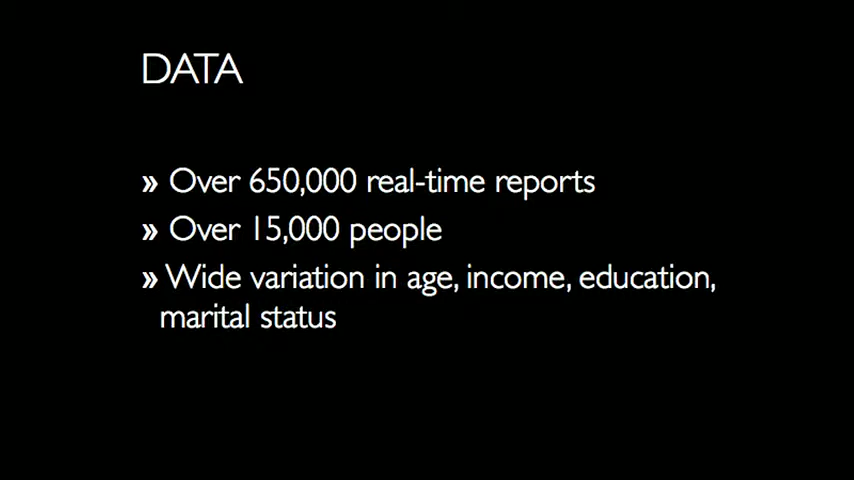 DATA
» Over 650,000 real-time reports
» Over 15,000 people
» Wide variation in age, income, education,
marital status